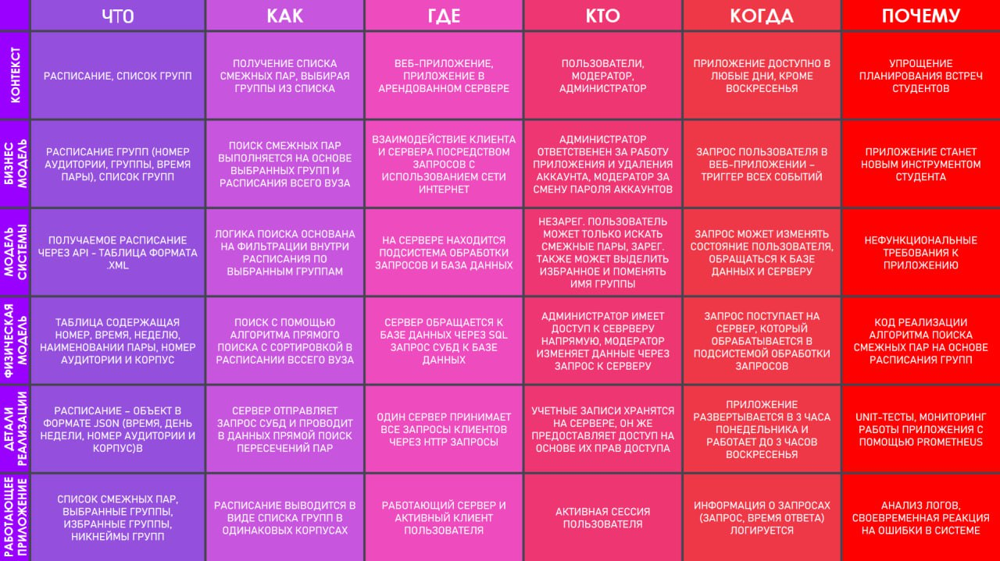 ЧТО
КАК
ГДЕ
КТО
КОГДА
ПОЧЕМУ
КОНТЕКСТ
РАСПИСАНИЕ, СПИСОК ГРУПП
ПОЛУЧЕНИЕ СПИСКА
СМЕЖНЫХ ПАР, ВЫБИРАЯ
ГРУППЫ ИЗ СПИСКА
ВЕБ-ПРИЛОЖЕНИЕ,
ПРИЛОЖЕНИЕ В
АРЕНДОВАННОМ СЕРВЕРЕ
ПОЛЬЗОВАТЕЛИ,
МОДЕРАТОР,
АДМИНИСТРАТОР
ПРИЛОЖЕНИЕ ДОСТУПНО В
ЛЮБЫЕ ДНИ, КРОМЕ
ВОСКРЕСЕНЬЯ
УПРОЩЕНИЕ
ПЛАНИРОВАНИЯ ВСТРЕЧ
СТУДЕНТОВ
БИЗНЕС
МОДЕЛЬ
РАСПИСАНИЕ ГРУПП (НОМЕР
АУДИТОРИИ, ГРУППЫ, ВРЕМЯ
ПАРЫ), СПИСОК ГРУПП
ПОИСК СМЕЖНЫХ ПАР
ВЫПОЛНЯЕТСЯ НА ОСНОВЕ
ВЫБРАННЫХ ГРУПП И
РАСПИСАНИЯ ВСЕГО ВУЗА
ВЗАИМОДЕЙСТВИЕ КЛИЕНТА
И СЕРВЕРА ПОСРЕДСТВОМ
ЗАПРОСОВ С
ИСПОЛЬЗОВАНИЕМ СЕТИ
ИНТЕРНЕТ
АДМИНИСТРАТОР
ОТВЕТСТВЕНЕН ЗА РАБОТУ
ПРИЛОЖЕНИЯ И УДАЛЕНИЯ
АККАУНТА, МОДЕРАТОР ЗА
СМЕНУ ПАРОЛЯ АККАУНТОВ
ЗАПРОС ПОЛЬЗОВАТЕЛЯ В
ВЕБ-ПРИЛОЖЕНИИ –
ТРИГГЕР ВСЕХ СОБЫТИЙ
ПРИЛОЖЕНИЕ СТАНЕТ
НОВЫМ ИНСТРУМЕНТОМ
СТУДЕНТА
МОДЕЛЬ
СИСТЕМЫ
ПОЛУЧАЕМОЕ РАСПИСАНИЕ
ЧЕРЕЗ API - ТАБЛИЦА ФОРМАТА
.XML
ЛОГИКА ПОИСКА ОСНОВАНА
НА ФИЛЬТРАЦИИ ВНУТРИ
РАСПИСАНИЯ ПО
ВЫБРАННЫМ ГРУППАМ
НА СЕРВЕРЕ НАХОДИТСЯ
ПОДСИСТЕМА ОБРАБОТКИ
ЗАПРОСОВ И БАЗА ДАННЫХ
НЕЗАРЕГ. ПОЛЬЗОВАТЕЛЬ
МОЖЕТ ТОЛЬКО ИСКАТЬ
СМЕЖНЫЕ ПАРЫ, ЗАРЕГ.
ТАКЖЕ МОЖЕТ ВЫДЕЛИТЬ
ИЗБРАННОЕ И ПОМЕНЯТЬ
ИМЯ ГРУППЫ
ЗАПРОС МОЖЕТ ИЗМЕНЯТЬ
СОСТОЯНИЕ ПОЛЬЗОВАТЕЛЯ,
ОБРАЩАТЬСЯ К БАЗЕ
ДАННЫХ И СЕРВЕРУ
НЕФУНКЦИОНАЛЬНЫЕ
ТРЕБОВАНИЯ К
ПРИЛОЖЕНИЮ
ФИЗИЧЕСКАЯ
МОДЕЛЬ
ТАБЛИЦА СОДЕРЖАЩАЯ
НОМЕР, ВРЕМЯ, НЕДЕЛЮ,
НАИМЕНОВАНИИ ПАРЫ, НОМЕР
АУДИТОРИИ И КОРПУС
ПОИСК С ПОМОЩЬЮ
АЛГОРИТМА ПРЯМОГО
ПОИСКА С СОРТИРОВКОЙ В
РАСПИСАНИИ ВССЕГО ВУЗА
СЕРВЕР ОБРАЩАЕТСЯ К
БАЗЕ ДАННЫХ ЧЕРЕЗ SQL
ЗАПРОС СУБД К БАЗЕ
ДАННЫХ
АДМИНИСТРАТОР ИМЕЕТ
ДОСТУП К СЕВРВЕРУ
НАПРЯМУЮ, МОДЕРАТОР
ИЗМЕНЯЕТ ДАННЫЕ ЧЕРЕЗ
ЗАПРОС К СЕРВЕРУ
ЗАПРОС ПОСТУПАЕТ НА
СЕРВЕР, КОТОРЫЙ
ОБРАБАТЫВАЕТСЯ В
ПОДСИСТЕМОЙ ОБРАБОТКИ
ЗАПРОСОВ
КОД РЕАЛИЗАЦИИ
АЛГОРИТМА ПОИСКА
СМЕЖНЫХ ПАР НА ОСНОВЕ
РАСПИСАНИЯ ГРУПП
ДЕТАЛИ
РЕАЛИЗАЦИИ
РАСПИСАНИЕ – ОБЪЕКТ В
ФОРМАТЕ JSON (ВРЕМЯ, ДЕНЬ
НЕДЕЛИ, НОМЕР АУДИТОРИИ И
КОРПУС)В
СЕРВЕР ОТПРАВЛЯЕТ
ЗАПРОС СУБД И ПРОВОДИТ
В ДАННЫХ ПРЯМОЙ ПОИСК
ПЕРЕСЕЧЕНИЙ ПАР
ОДИН СЕРВЕР ПРИНИМАЕТ
ВСЕ ЗАПРОСЫ КЛИЕНТОВ
ЧЕРЕЗ HTTP ЗАПРОСЫ
УЧЕТНЫЕ ЗАПИСИ ХРАНЯТСЯ
НА СЕРВЕРЕ, ОН ЖЕ
ПРЕДОСТАВЛЯЕТ ДОСТУП НА
ОСНОВЕ ИХ ПРАВ ДОСТУПА
ПРИЛОЖЕНИЕ
РАЗВЕРТЫВАЕТСЯ В 3 ЧАСА
ПОНЕДЕЛЬНИКА И
РАБОТАЕТ ДО 3 ЧАСОВ
ВОСКРЕСЕНЬЯ
UNIT-ТЕСТЫ, МОНИТОРИНГ
РАБОТЫ ПРИЛОЖЕНИЯ С
ПОМОЩЬЮ PROMETHEUS
РАБОТАЮЩЕЕ
ПРИЛОЖЕНИЕ
СПИСОК СМЕЖНЫХ ПАР,
ВЫБРАННЫЕ ГРУППЫ,
ИЗБРАННЫЕ ГРУППЫ,
НИКНЕЙМЫ ГРУПП
РАСПИСАНИЕ ВЫВОДИТСЯ В
ВИДЕ СПИСКА ГРУПП В
ОДИНАКОВЫХ КОРПУСАХ
РАБОТАЮЩИЙ СЕРВЕР И
АКТИВНЫЙ КЛИЕНТ
ПОЛЬЗОВАТЕЛЯ
АКТИВНАЯ СЕССИЯ
ПОЛЬЗОВАТЕЛЯ
ИНФОРМАЦИЯ О ЗАПРОСАХ
(ЗАПРОС, ВРЕМЯ ОТВЕТА)
ЛОГИРУЕТСЯ
АНАЛИЗ ЛОГОВ,
СВОЕВРЕМЕННАЯ РЕАКЦИЯ
НА ОШИБКИ В СИСТЕМЕ